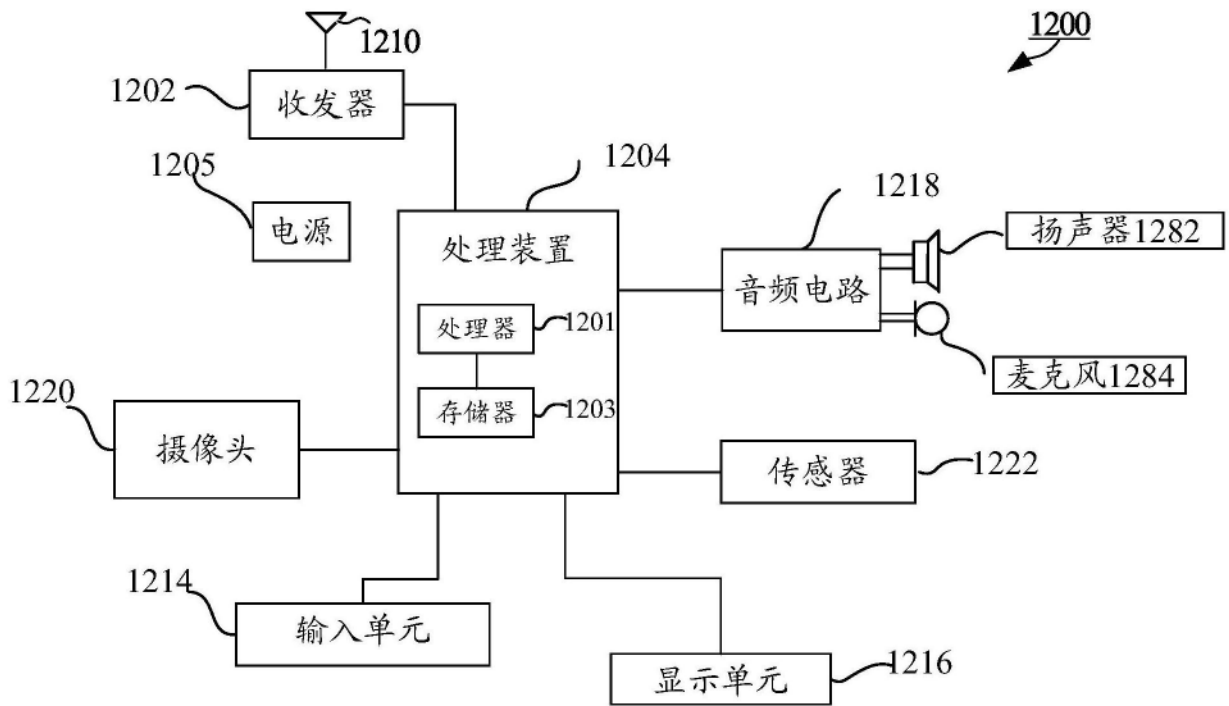 1200
1210
1202
收发器
1205
电源
1204
处理装置
处理器
1201
存储器
1203
1218
音频电路
扬声器1282
麦克风1284
1220
摄像头
传感器
1222
1214
输入单元
显示单元
1216